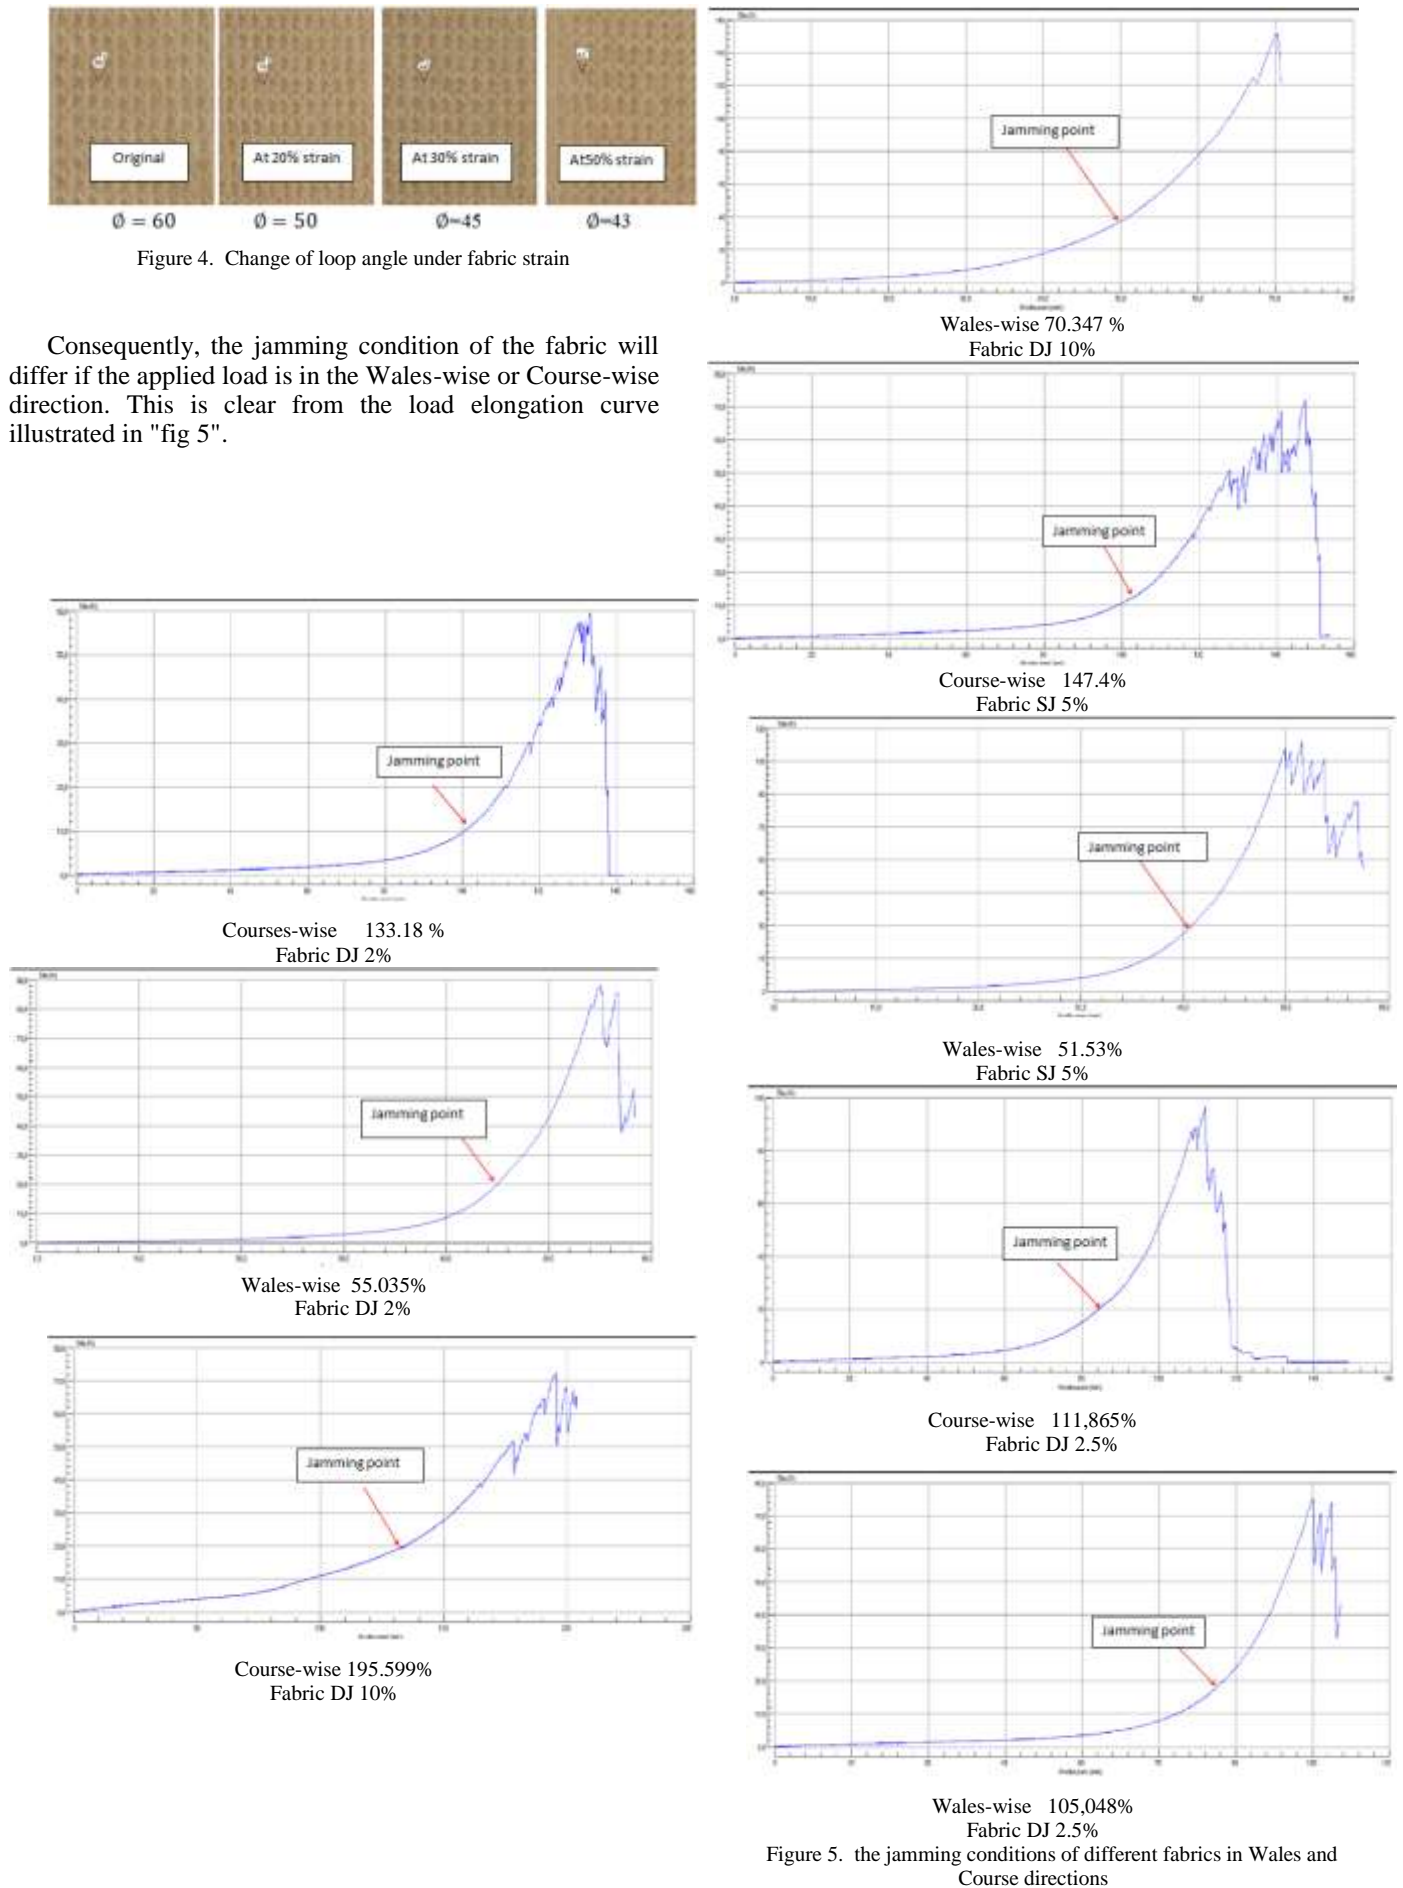 Original
At 20% strain
At 30% strain
At50% strain
Ø = 60
Ø = 50
Ø=45
Ø=43
Figure 4. Change of loop angle under fabric strain
Consequently, the jamming condition of the fabric will
differ if the applied load is in the Wales-wise or Course-wise
direction. This is clear from the load elongation curve
illustrated in "fig 5".
Jamming point
Courses-wise 133.18 %
Fabric DJ 2%
Jamming point
Wales-wise 55.035%
Fabric DJ 2%
Jamming point
Course-wise 195.599%
Fabric DJ 10%
Jamming point
Wales-wise 70.347 %
Fabric DJ 10%
Jamming point
Course-wise 147.4%
Fabric SJ 5%
Jamming point
Wales-wise 51.53%
Fabric SJ 5%
Jamming point
Course-wise 111,865%
Fabric DJ 2.5%
Jamming point
Wales-wise 105,048%
Fabric DJ 2.5%
Figure 5. the jamming conditions of different fabrics in Wales and
Course directions